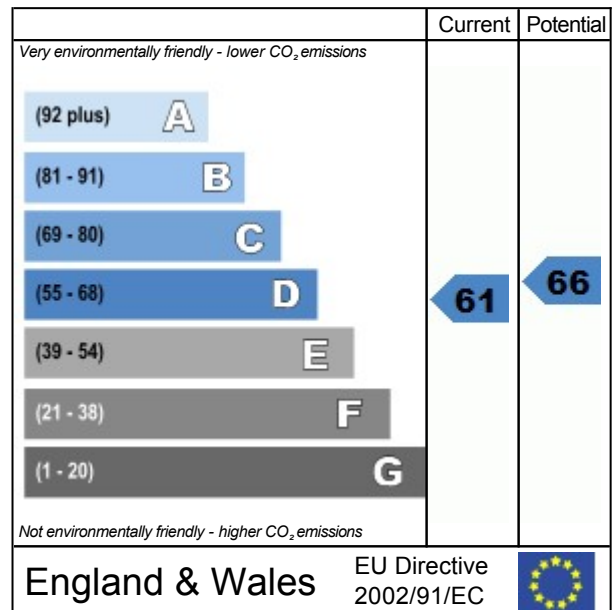 Current Potential
Very environmentally friendly - lower CO₂ emissions
(92 plus) A
(81 - 91) B
(69 - 80) C
(55 - 68) D
61
66
(39 - 54) E
(21 - 38) F
(1 - 20) G
Not environmentally friendly - higher CO₂ emissions
England & Wales
EU Directive
2002/91/EC